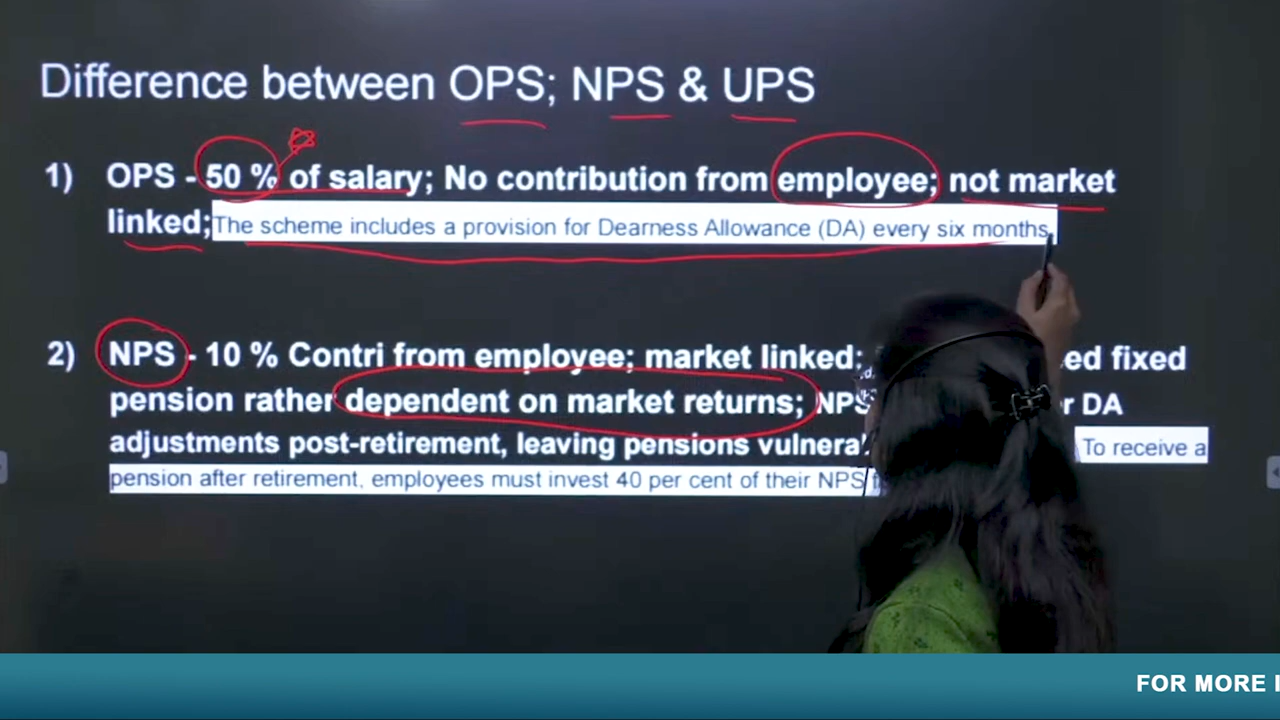 Difference between OPS; NPS & UPS
1) OPS - 50 % of salary; No contribution from employee; not market
linked; The scheme includes a provision for Dearness Allowance (DA) every six months.
2) NPS - 10 % Contri from employee; market linked; fixed
pension rather dependent on market returns; NPS DA
adjustments post-retirement, leaving pensions To receive a
pension after retirement, employees must invest 40 per cent of their NPS
FOR MORE